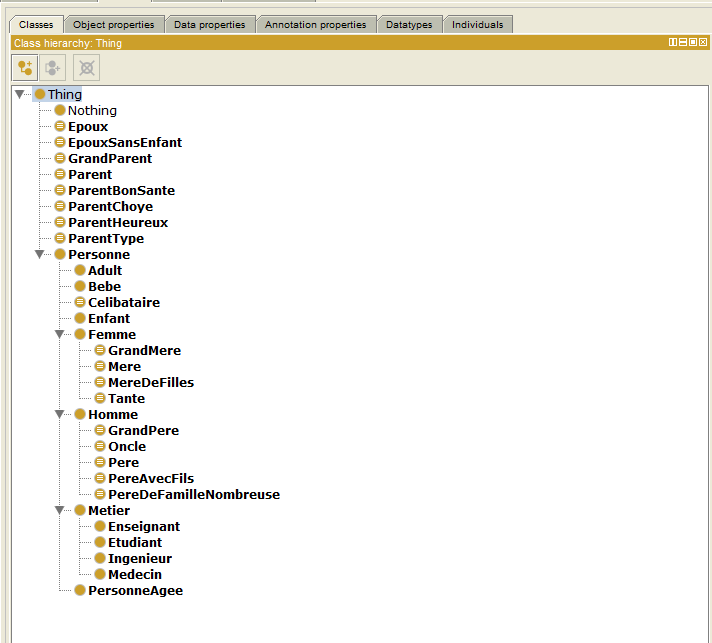 Classes Object properties Data properties Annotation properties Datatypes Individuals
Class hierarchy: Thing
Thing
Nothing
Epoux
EpouxSansEnfant
GrandParent
Parent
ParentBonSante
ParentChoye
ParentHeureux
ParentType
Personne
Adult
Bebe
Celibataire
Enfant
Femme
GrandMere
Mere
MereDeFilles
Tante
Homme
GrandPere
Oncle
Pere
PereAvecFils
PereDeFamilleNombreuse
Metier
Enseignant
Etudiant
Ingenieur
Medecin
PersonneAgee